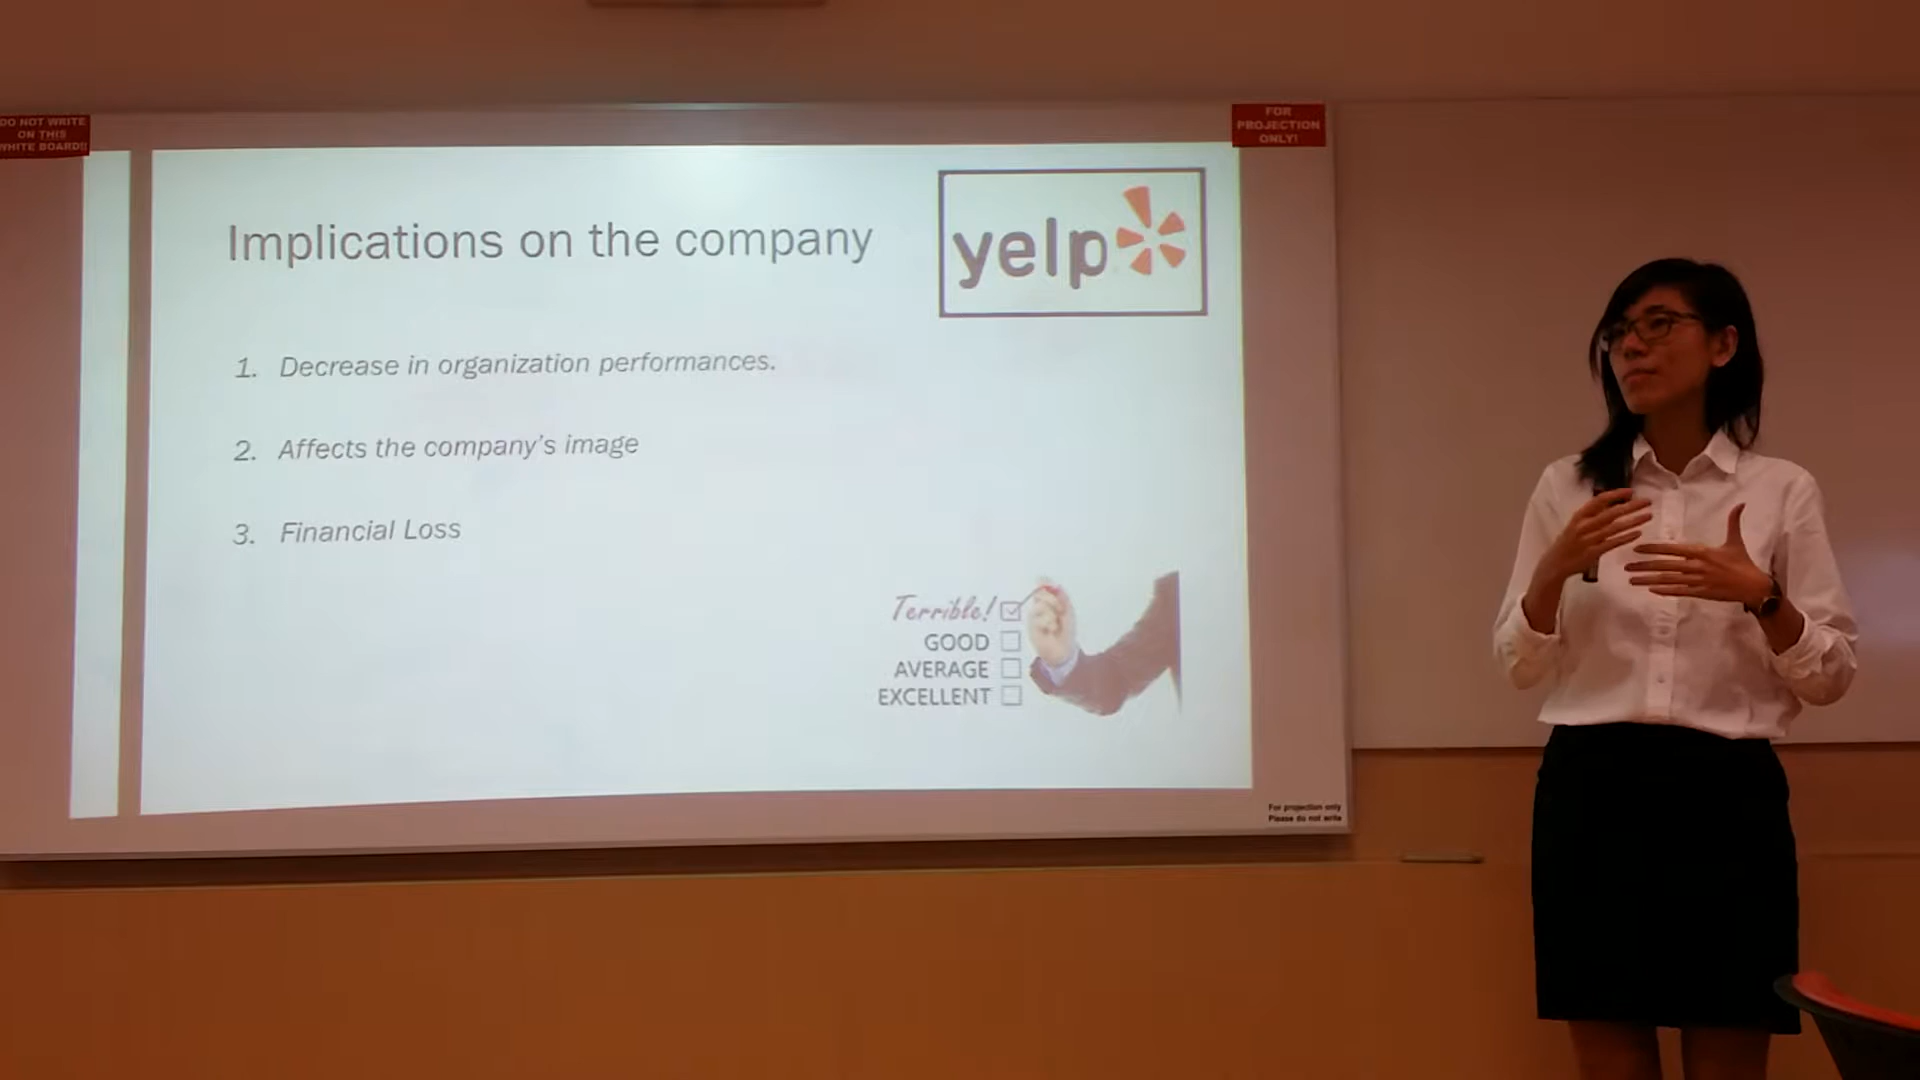 DO NOT WRITE
ON THIS
WHITE BOARD!!
FOR
PROJECTION
ONLY!
Implications on the company
yelp
1. Decrease in organization performances.
2. Affects the company's image
3. Financial Loss
Terrible!
GOOD
AVERAGE
EXCELLENT
For projection only
Please do not write